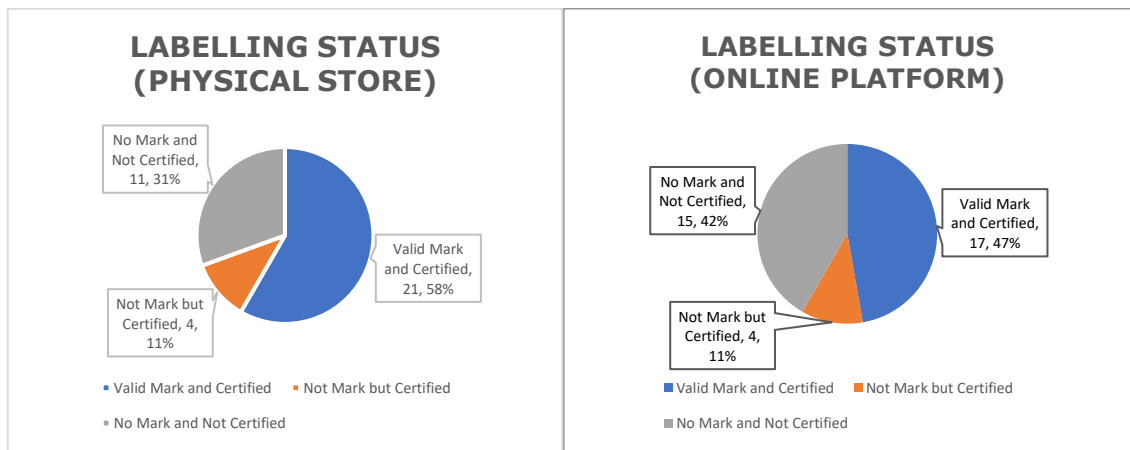 LABELLING STATUS
(PHYSICAL STORE)
No Mark and
Not Certified,
11, 31%
Valid Mark
and Certified,
21, 58%
Not Mark but
Certified, 4,
11%
Valid Mark and Certified
Not Mark but Certified
No Mark and Not Certified
LABELLING STATUS
(ONLINE PLATFORM)
No Mark and
Not Certified,
15, 42%
Valid Mark
and Certified,
17, 47%
Not Mark but
Certified, 4,
11%
Valid Mark and Certified
Not Mark but Certified
No Mark and Not Certified